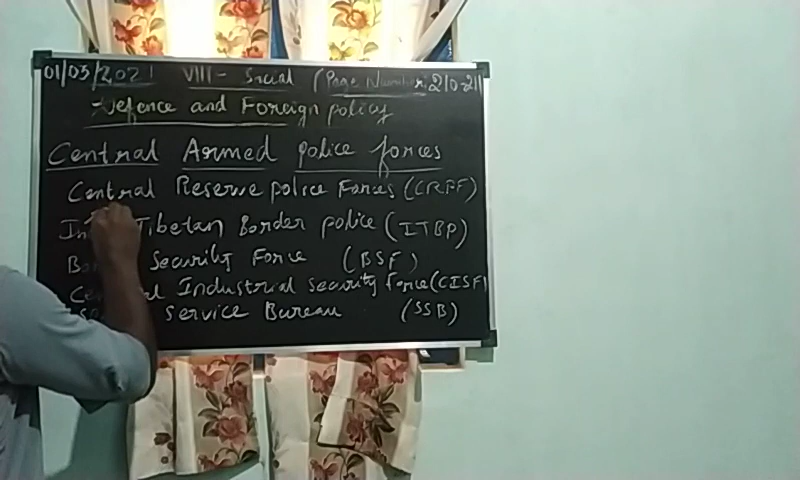 01/03/2021 VIII - Social (Page Number: 210-211
Defence and Foreign policy
Central Armed police forces
Central Reserve police Forces (CRPF)
Tibetan Border police (ITBP)
Security Force (BSF)
Industrial Security Force (CISF)
Service Bureau (SSB)